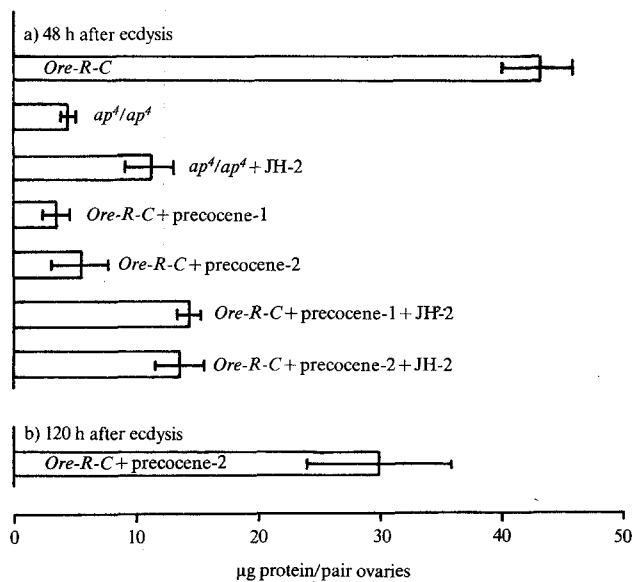 a) 48 h after ecdysis
Ore-R-C
ap⁴/ap⁴
ap⁴/ap⁴ + JH-2
Ore-R-C + precocene-1
Ore-R-C + precocene-2
Ore-R-C + precocene-1 + JH-2
Ore-R-C + precocene-2 + JH-2
b) 120 h after ecdysis
Ore-R-C + precocene-2
0 10 20 30 40 50
µg protein/pair ovaries